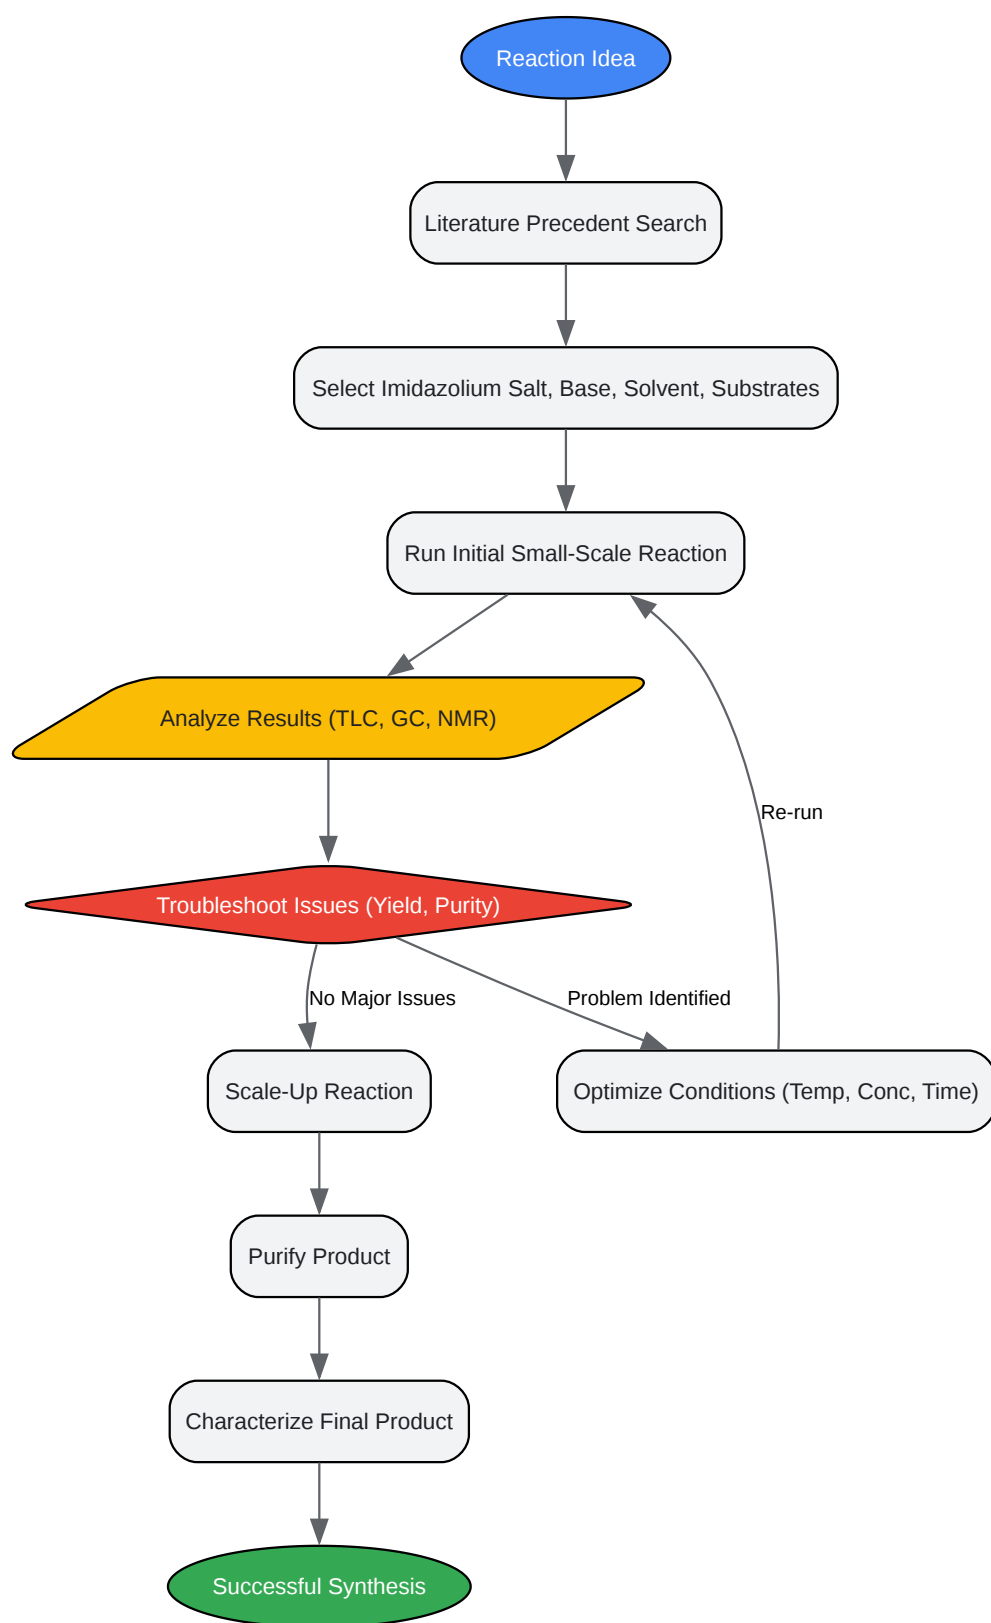 Reaction Idea
Literature Precedent Search
Select Imidazolium Salt, Base, Solvent, Substrates
Run Initial Small-Scale Reaction
Analyze Results (TLC, GC, NMR)
Re-run
Troubleshoot Issues (Yield, Purity)
No Major Issues
Problem Identified
Scale-Up Reaction
Optimize Conditions (Temp, Conc, Time)
Purify Product
Characterize Final Product
Successful Synthesis